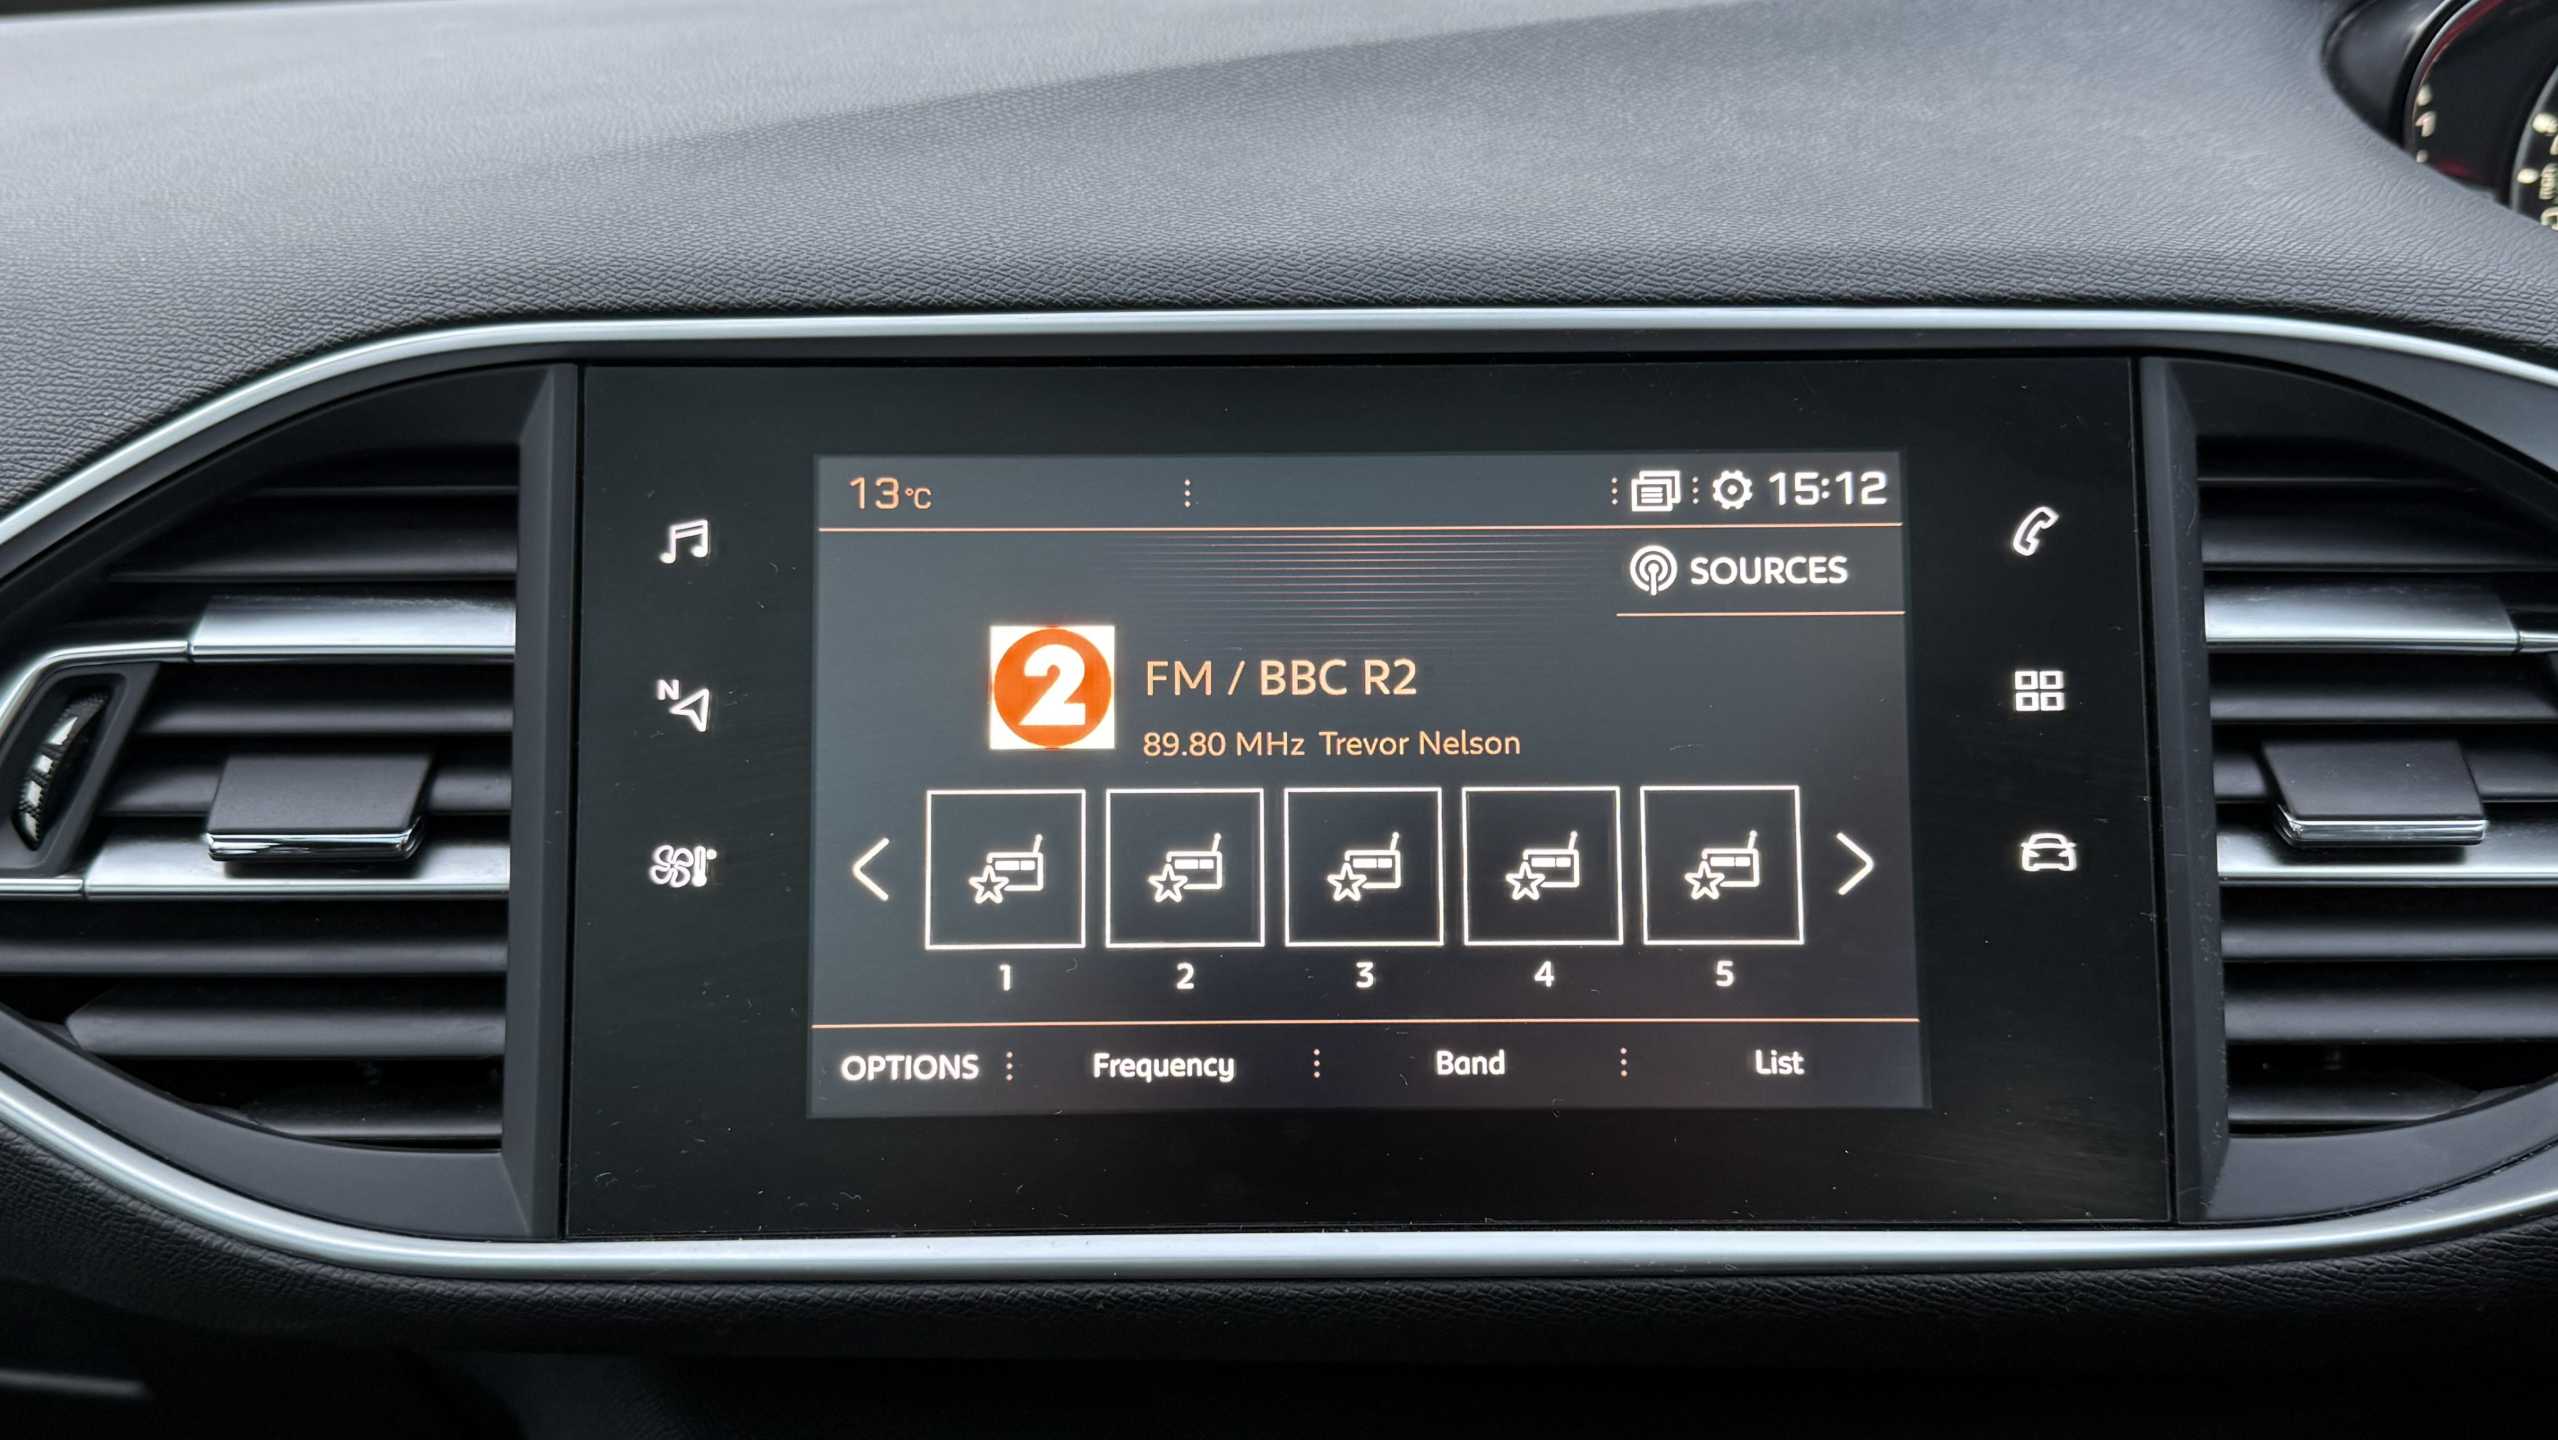 13°C
15:12
SOURCES
2
FM / BBC R2
89.80 MHz Trevor Nelson
N
1 2 3 4 5
OPTIONS Frequency Band List